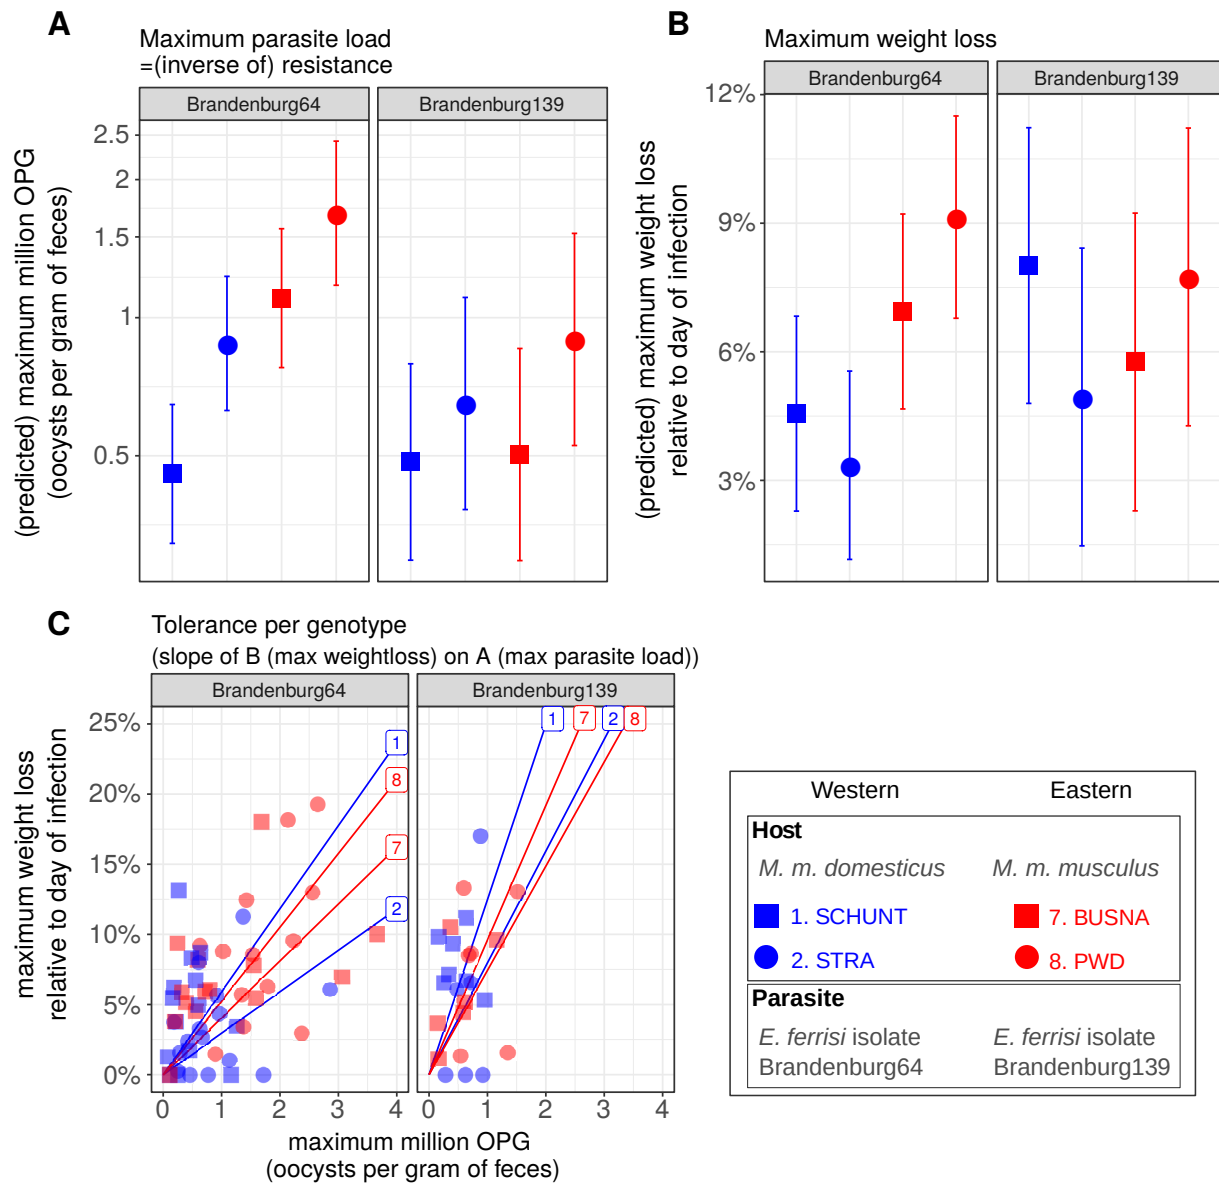 A
Maximum parasite load
=(inverse of) resistance
Brandenburg64
Brandenburg139
(predicted) maximum million OPG
(oocysts per gram of feces)
2.5
2
1.5
1
0.5
B
Maximum weight loss
Brandenburg64
Brandenburg139
(predicted) maximum weight loss
relative to day of infection
12%
9%
6%
3%
C
Tolerance per genotype
(slope of B (max weightloss) on A (max parasite load))
Brandenburg64
Brandenburg139
maximum weight loss
relative to day of infection
25%
20%
15%
10%
5%
0%
1
8
7
2
1
7
2
8
0 1 2 3 4
0 1 2 3 4
maximum million OPG
(oocysts per gram of feces)
Western Eastern
Host
M. m. domesticus M. m. musculus
1. SCHUNT 7. BUSNA
2. STRA 8. PWD
Parasite
E. ferrisi isolate E. ferrisi isolate
Brandenburg64 Brandenburg139